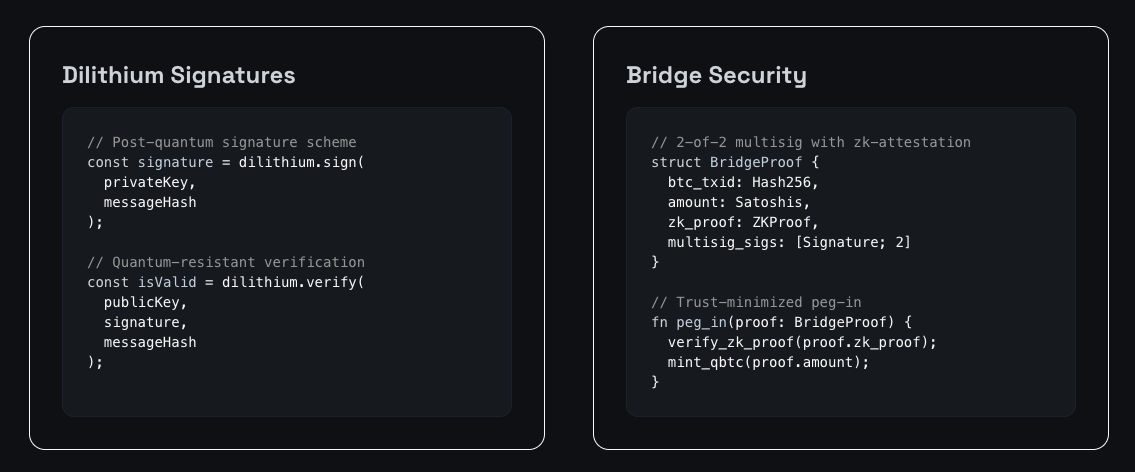 Dilithium Signatures
// Post-quantum signature scheme
const signature = dilithium.sign(
  privateKey,
  messageHash
);

// Quantum-resistant verification
const isValid = dilithium.verify(
  publicKey,
  signature,
  messageHash
);

Bridge Security
// 2-of-2 multisig with zk-attestation
struct BridgeProof {
  btc_txid: Hash256,
  amount: Satoshis,
  zk_proof: ZKProof,
  multisig_sigs: [Signature; 2]
}

// Trust-minimized peg-in
fn peg_in(proof: BridgeProof) {
  verify_zk_proof(proof.zk_proof);
  mint_qbtc(proof.amount);
}